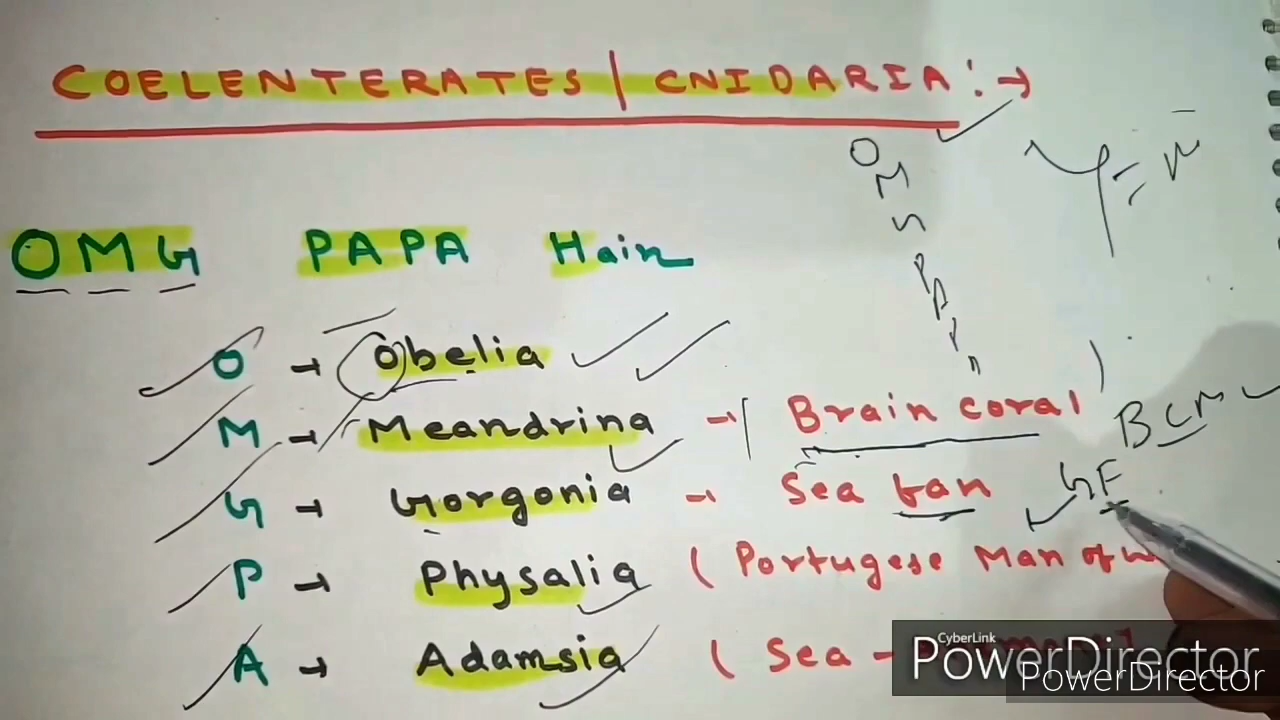 COELENTERATES / CNIDARIA :→
OMG PAPA Hain
O M G P A P A
O → Obelia
M → Meandrina → ( Brain coral )
BCM
G → Gorgonia → Sea fan
GF
P → Physalia ( Portugese Man of
A → Adamsia ( Sea -
CyberLink
PowerDirector
PowerDirector